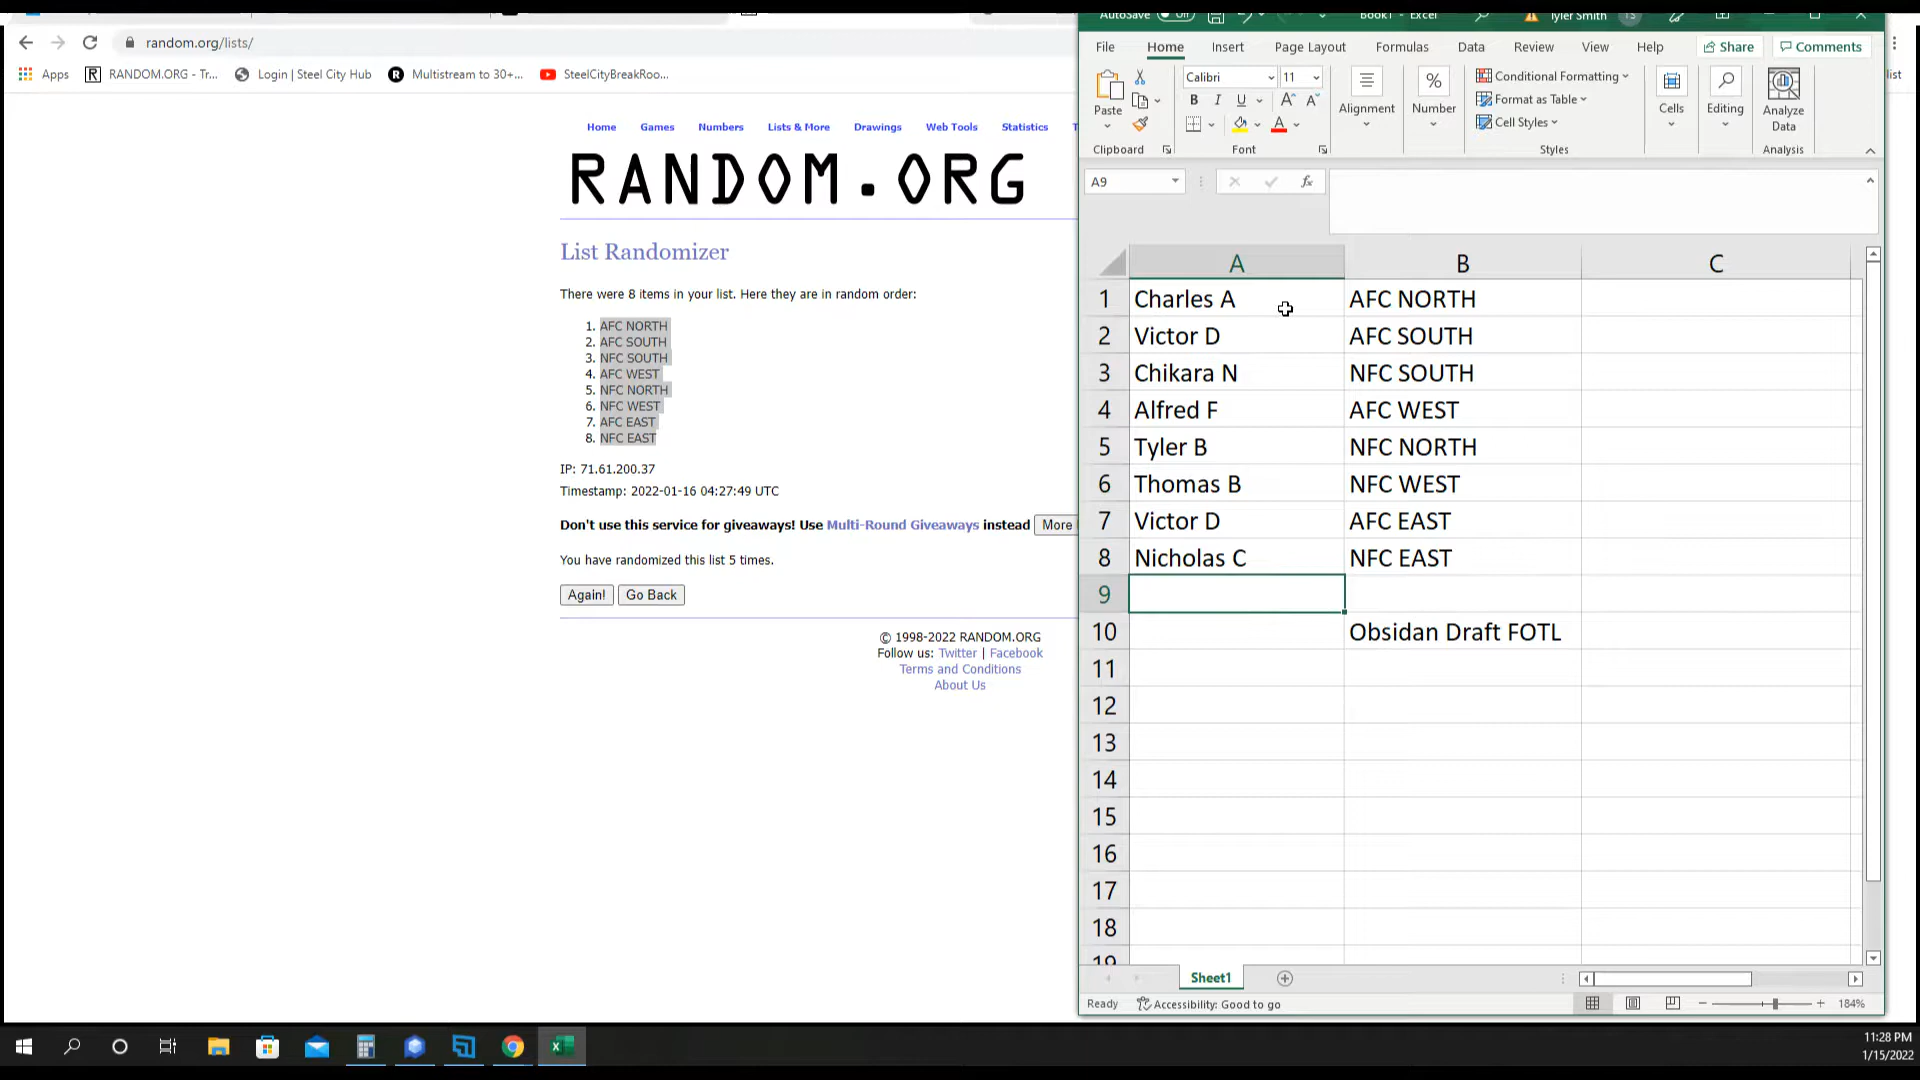 random.org/lists/
Apps
RANDOM.ORG - Tr...
Login | Steel City Hub
Multistream to 30+...
SteelCityBreakRoo...
Home
Games
Numbers
Lists & More
Drawings
Web Tools
Statistics
RANDOM.ORG
List Randomizer
There were 8 items in your list. Here they are in random order:
1. AFC NORTH
2. AFC SOUTH
3. NFC SOUTH
4. AFC WEST
5. NFC NORTH
6. NFC WEST
7. AFC EAST
8. NFC EAST
IP: 71.61.200.37
Timestamp: 2022-01-16 04:27:49 UTC
Don't use this service for giveaways! Use Multi-Round Giveaways instead More
You have randomized this list 5 times.
Again! Go Back
© 1998-2022 RANDOM.ORG
Follow us: Twitter | Facebook
Terms and Conditions
About Us
AutoSave Off Book1 - Excel Tyler Smith TS
File Home Insert Page Layout Formulas Data Review View Help Share Comments
list
Calibri 11
Paste
B I U
Alignment
Number
Conditional Formatting
Format as Table
Cell Styles
Cells
Editing
Analyze
Data
Clipboard Font Styles Analysis
A9 fx
A B C
1 Charles A AFC NORTH
2 Victor D AFC SOUTH
3 Chikara N NFC SOUTH
4 Alfred F AFC WEST
5 Tyler B NFC NORTH
6 Thomas B NFC WEST
7 Victor D AFC EAST
8 Nicholas C NFC EAST
9
10 Obsidan Draft FOTL
11
12
13
14
15
16
17
18
19
Sheet1
Ready Accessibility: Good to go 184%
11:28 PM
1/15/2022